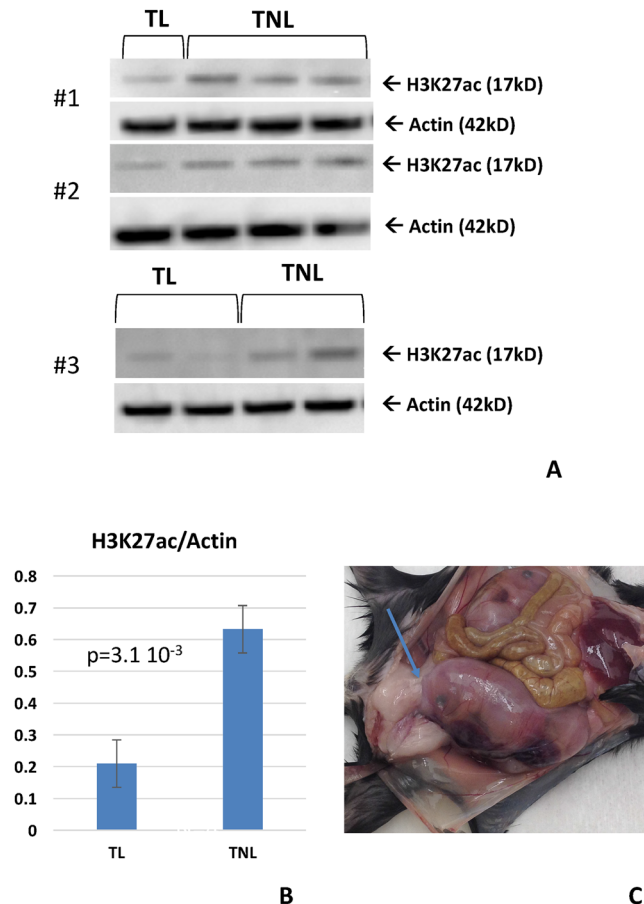 TL TNL
#1
← H3K27ac (17kD)
← Actin (42kD)
#2
← H3K27ac (17kD)
← Actin (42kD)
TL TNL
#3
← H3K27ac (17kD)
← Actin (42kD)
A
H3K27ac/Actin
0.8
0.7
0.6
0.5
0.4
0.3
0.2
0.1
0
p=3.1 10⁻³
TL TNL
B
C